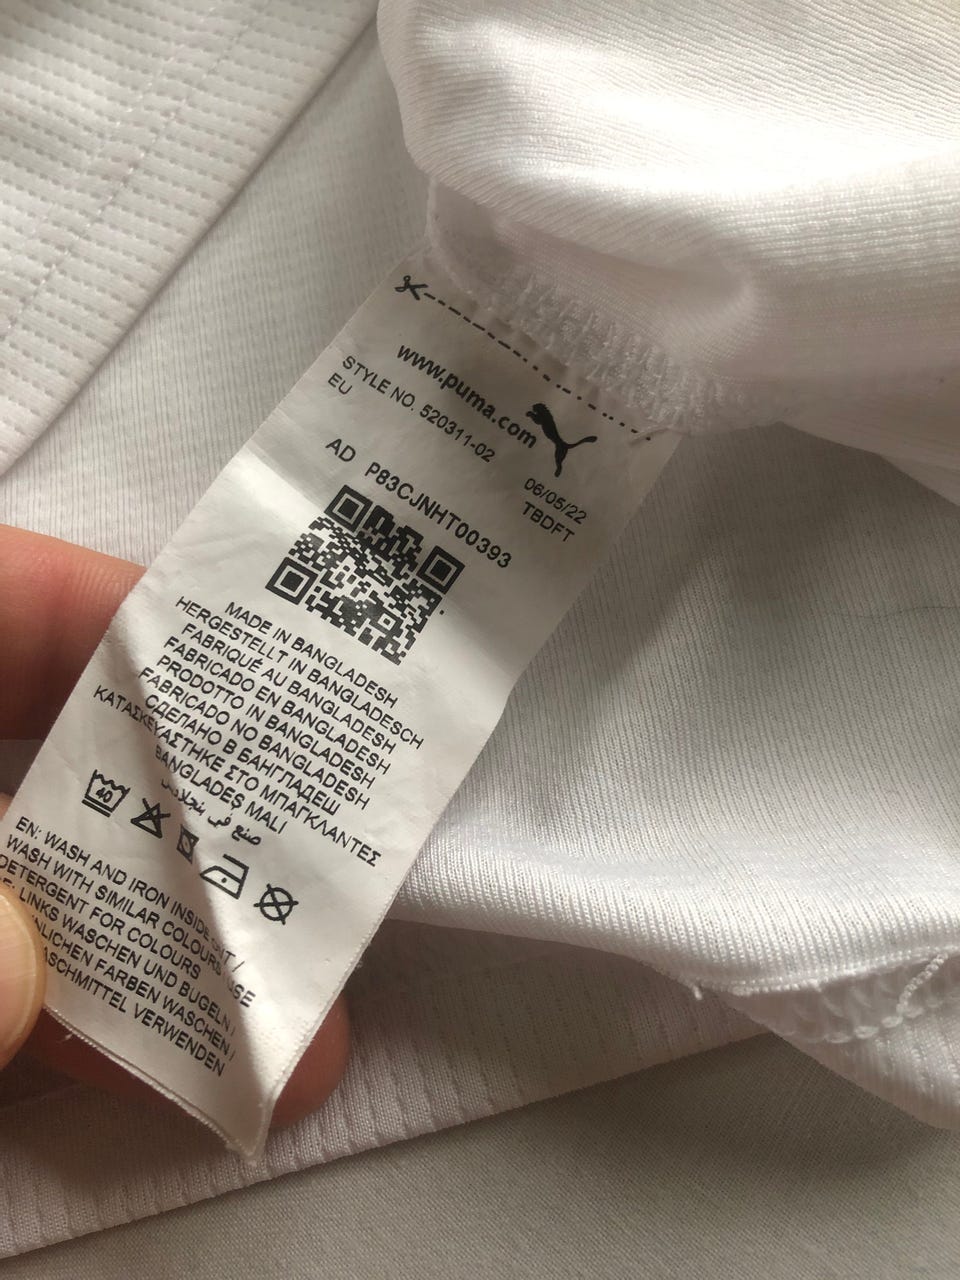 www.puma.com
STYLE NO. 520311-02
EU
06/05/22
TBDFT
AD P83CJNHT00393
MADE IN BANGLADESH
HERGESTELLT IN BANGLADESCH
FABRIQUÉ AU BANGLADESH
FABRICADO EN BANGLADESH
PRODOTTO IN BANGLADESH
FABRICADO NO BANGLADESH
СДЕЛАНО В БАНГЛАДЕШ
ΚΑΤΑΣΚΕΥΑΣΤΗΚΕ ΣΤΟ ΜΠΑΓΚΛΑΝΤΕΣ
BANGLADEŞ MALI
صنع في بنجلادس
40
EN: WASH AND IRON INSIDE OUT /
WASH WITH SIMILAR COLOURS USE
DETERGENT FOR COLOURS
LINKS WASCHEN UND BUGELN /
FARBEN WASCHEN /
VERWENDEN